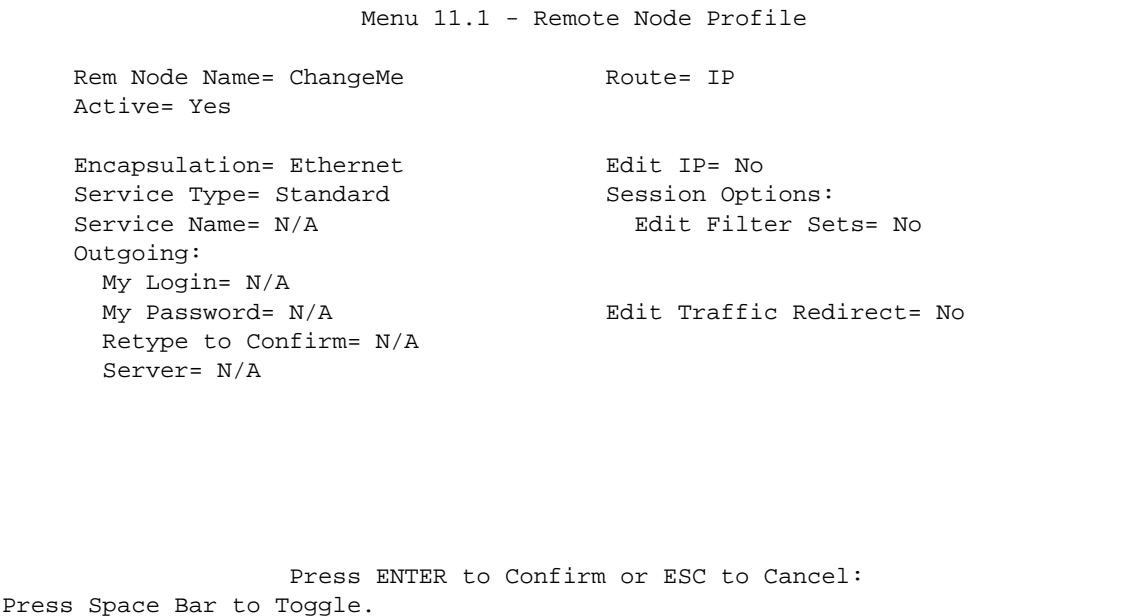 Menu 11.1 - Remote Node Profile
Rem Node Name= ChangeMe Route= IP
Active= Yes
Encapsulation= Ethernet Edit IP= No
Service Type= Standard Session Options:
Service Name= N/A Edit Filter Sets= No
Outgoing:
My Login= N/A
My Password= N/A Edit Traffic Redirect= No
Retype to Confirm= N/A
Server= N/A
Press ENTER to Confirm or ESC to Cancel:
Press Space Bar to Toggle.